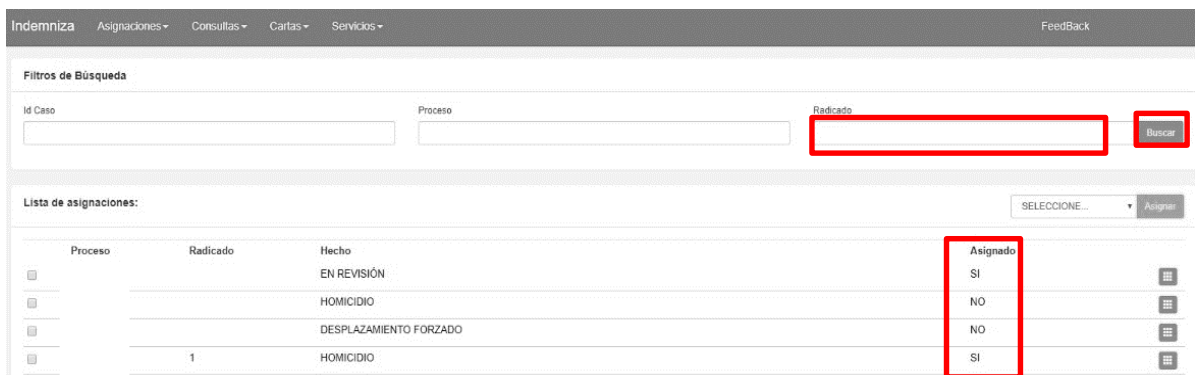 Indemniza Asignaciones Consultas Cartas Servicios FeedBack
Filtros de Búsqueda
Id Caso Proceso Radicado
Buscar
Lista de asignaciones: SELECCIONE... Asignar
Proceso Radicado Hecho Asignado
EN REVISIÓN SI
HOMICIDIO NO
DESPLAZAMIENTO FORZADO NO
1 HOMICIDIO SI